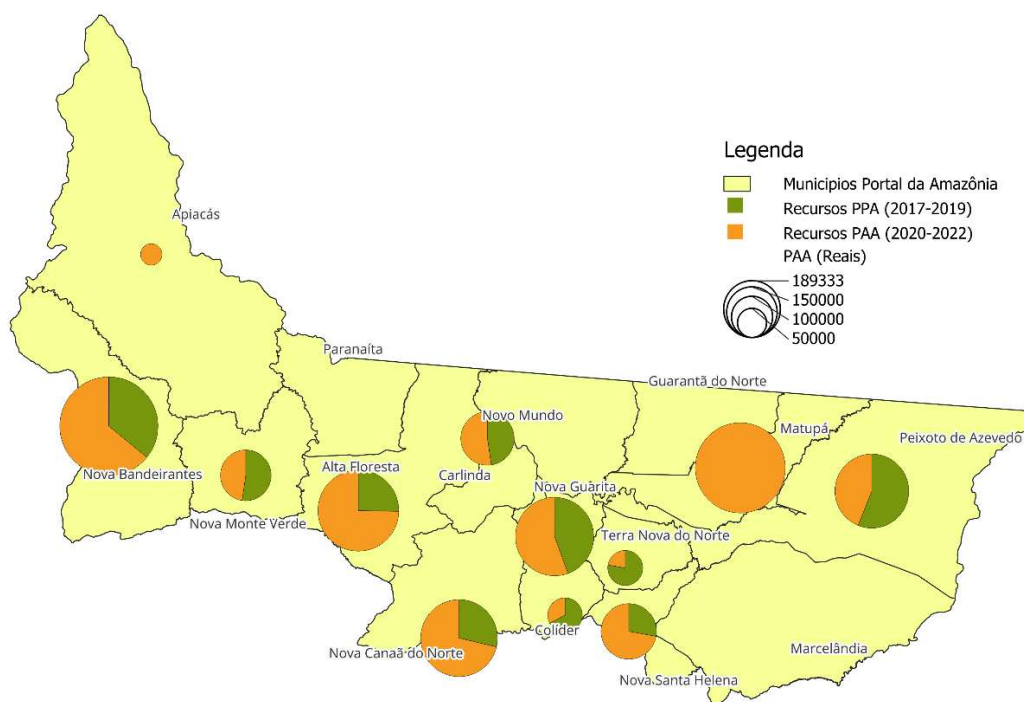 Legenda
Municipios Portal da Amazônia
Recursos PPA (2017-2019)
Recursos PAA (2020-2022)
PAA (Reais)
189333
150000
100000
50000
Apiacás
Paranaíta
Guarantã do Norte
Novo Mundo
Matupá
Peixoto de Azevedo
Nova Bandeirantes
Alta Floresta
Carlinda
Nova Guarita
Nova Monte Verde
Terra Nova do Norte
Colíder
Nova Canaã do Norte
Marcelândia
Nova Santa Helena